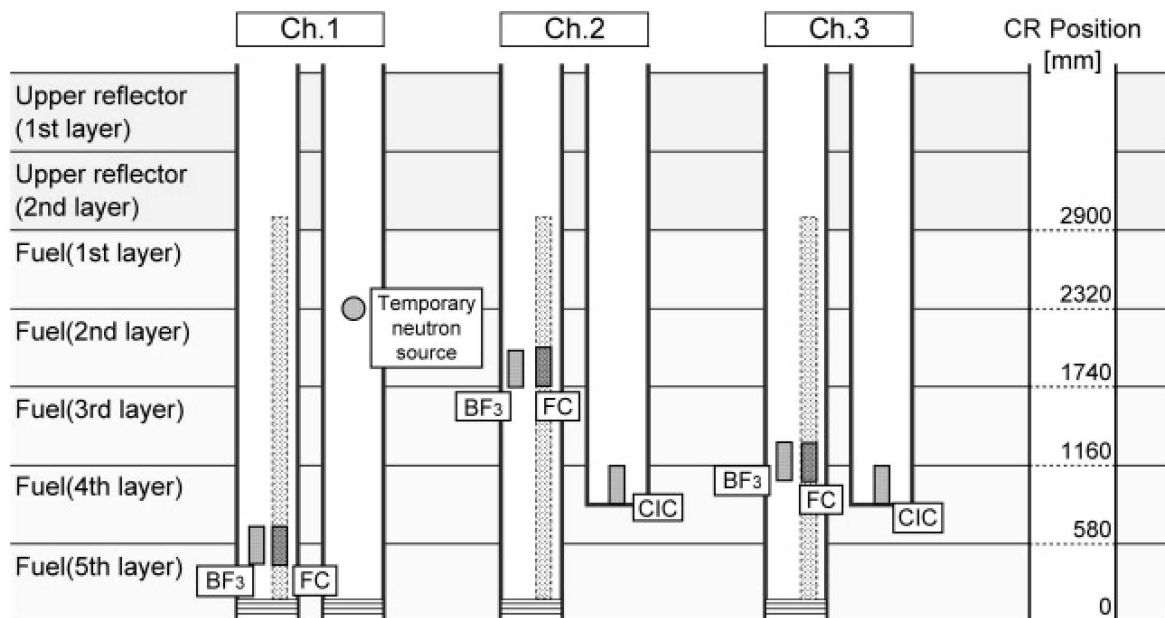 Ch.1
Ch.2
Ch.3
CR Position
[mm]
Upper reflector
(1st layer)
Upper reflector
(2nd layer)
2900
Fuel(1st layer)
2320
Temporary
neutron
source
Fuel(2nd layer)
1740
BF3
FC
Fuel(3rd layer)
1160
BF3
FC
Fuel(4th layer)
CIC
CIC
580
Fuel(5th layer)
BF3
FC
0